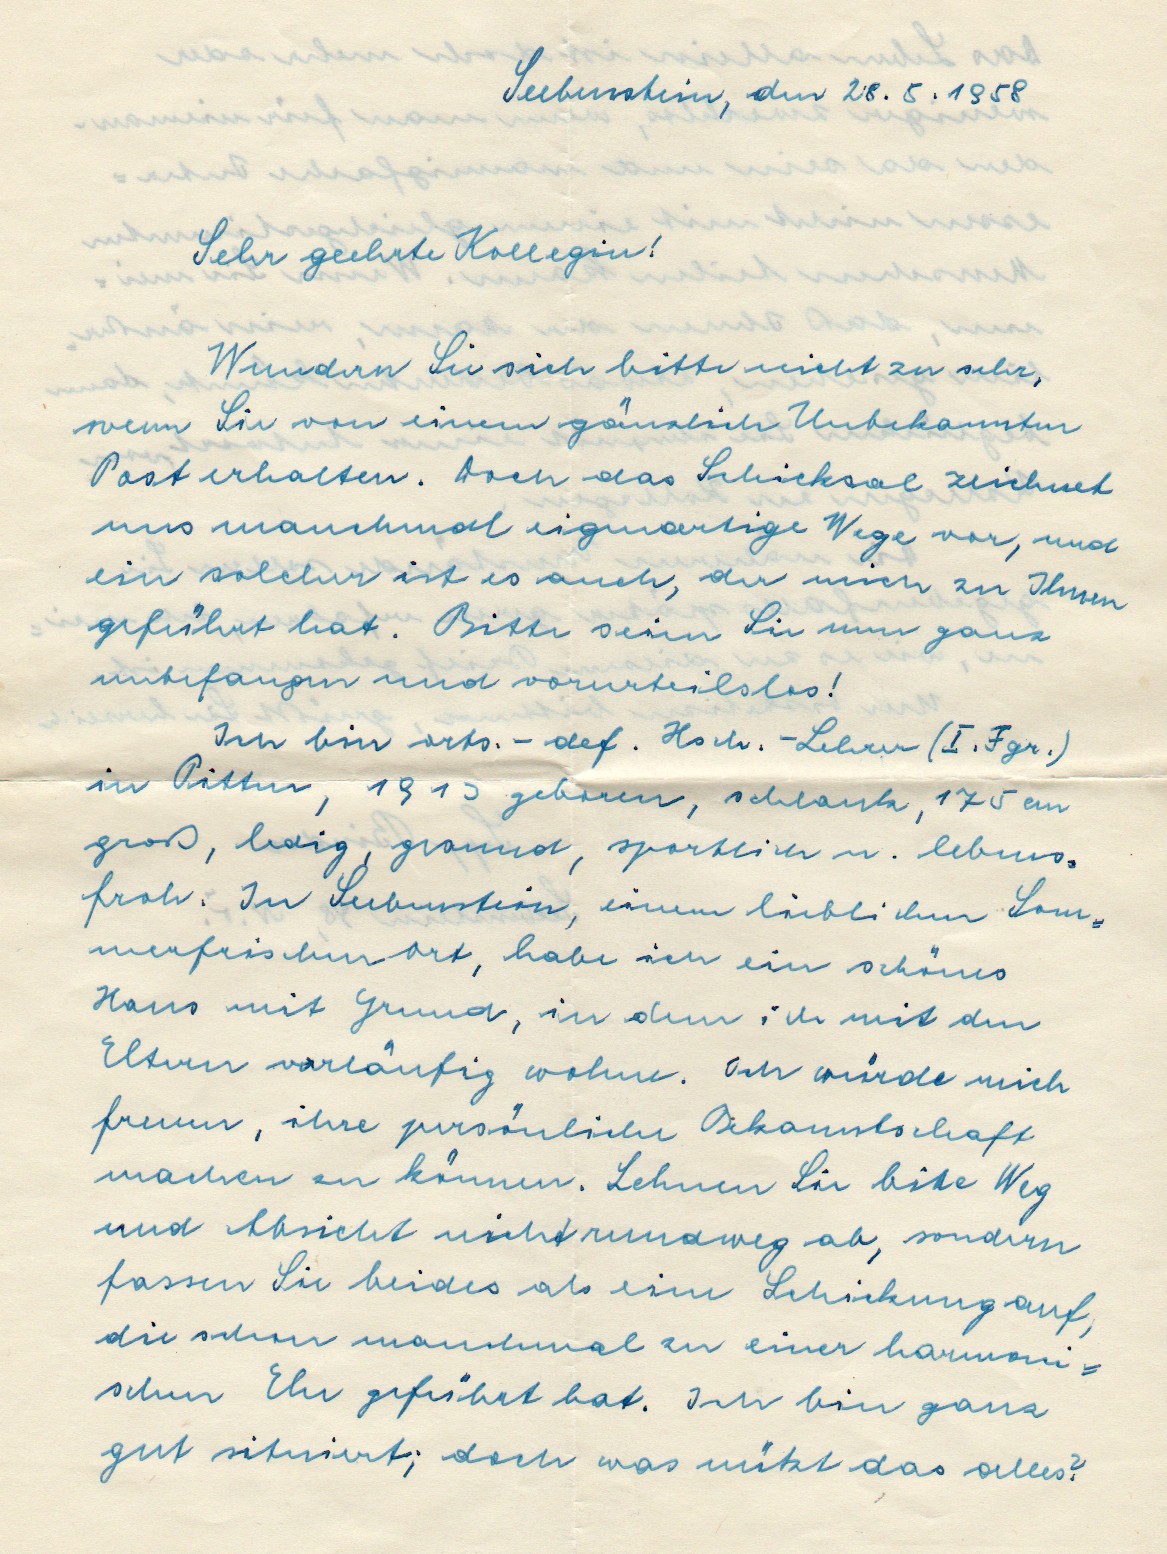 Seebenstein, den 28. 5. 1958
Sehr geehrte Kollegin!
Wundern Sie sich bitte nicht zu sehr,
wenn Sie von einem gänzlich Unbekannten
Post erhalten. Doch das Schicksal zeichnet
uns manchmal eigenartige Wege vor, und
ein solcher ist es auch, der mich zu Ihnen
geführt hat. Bitte seien Sie nun ganz
unbefangen und vorurteilslos!
Ich bin orts.-def. Hsch.-Lehrer (I. Fgr.)
in Pitten, 1913 geboren, schlank, 175 cm
groß, ledig, gesund, sportlich u. lebens-
froh. In Seebenstein, einem lieblichen Som=
merfrischenort, habe ich ein schönes
Haus mit Grund, in dem ich mit den
Eltern vorläufig wohne. Ich würde mich
freuen, ihre persönliche Bekanntschaft
machen zu können. Lehnen Sie bitte Weg
und Absicht nicht rundweg ab, sondern
fassen Sie beides als eine Schickung auf,
die schon manchmal zu einer harmoni=
schen Ehe geführt hat. Ich bin ganz
gut situiert; doch was nützt das alles?